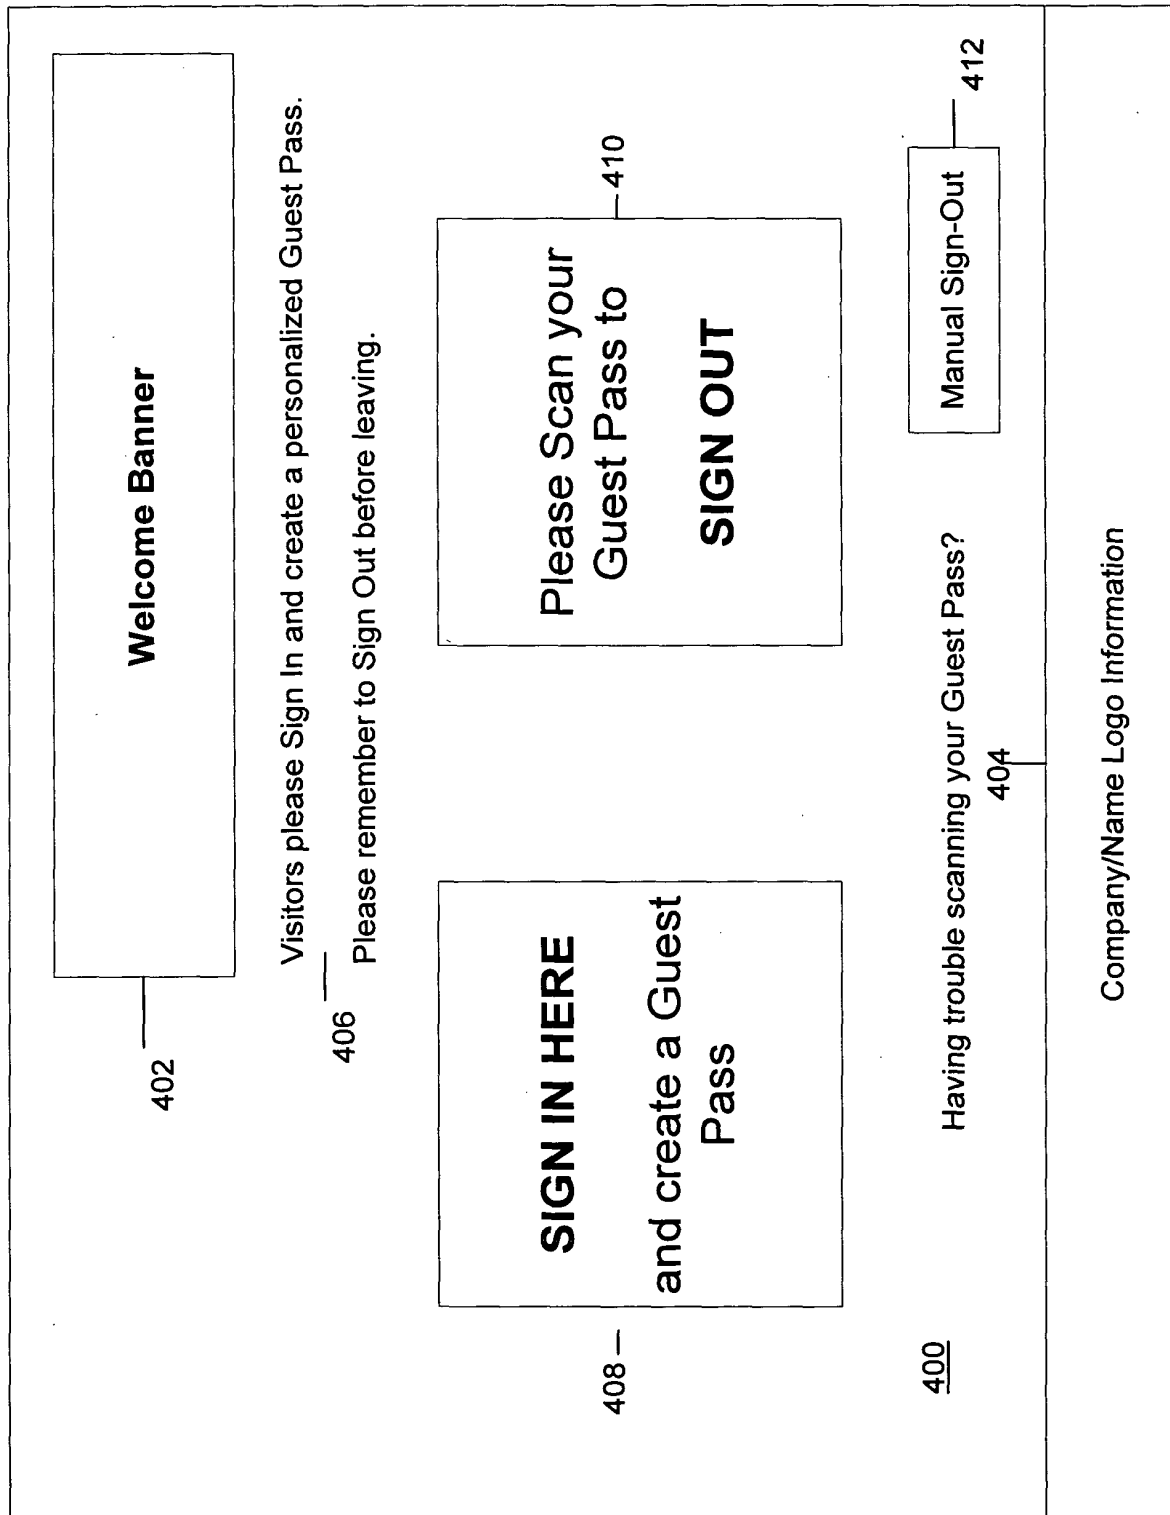 Welcome Banner
402
Visitors please Sign In and create a personalized Guest Pass.
406
Please remember to Sign Out before leaving.
SIGN IN HERE
and create a Guest
Pass
408
Please Scan your
Guest Pass to
SIGN OUT
410
Having trouble scanning your Guest Pass?
Manual Sign-Out
412
400
404
Company/Name Logo Information